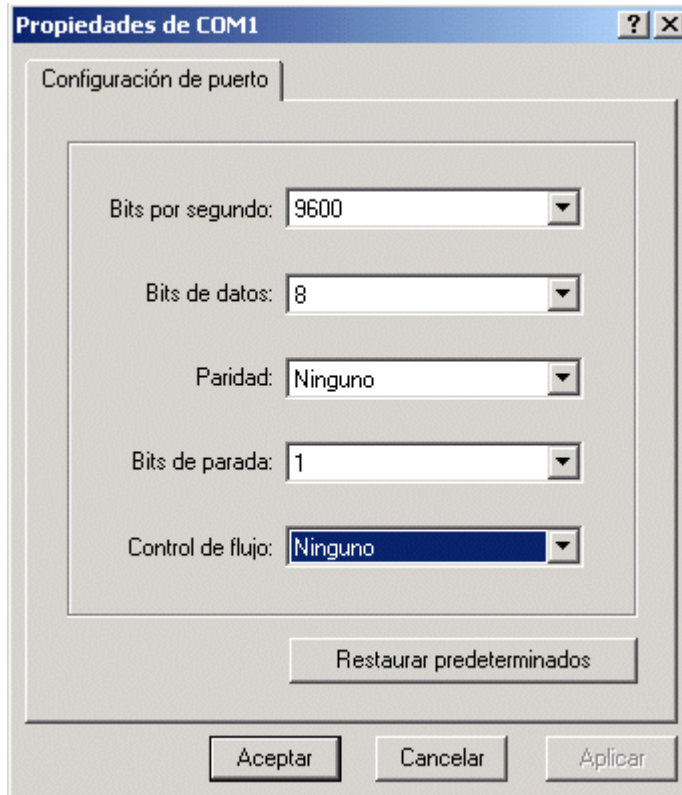 Propiedades de COM1
Configuración de puerto
Bits por segundo: 9600
Bits de datos: 8
Paridad: Ninguno
Bits de parada: 1
Control de flujo: Ninguno
Restaurar predeterminados
Aceptar Cancelar Aplicar